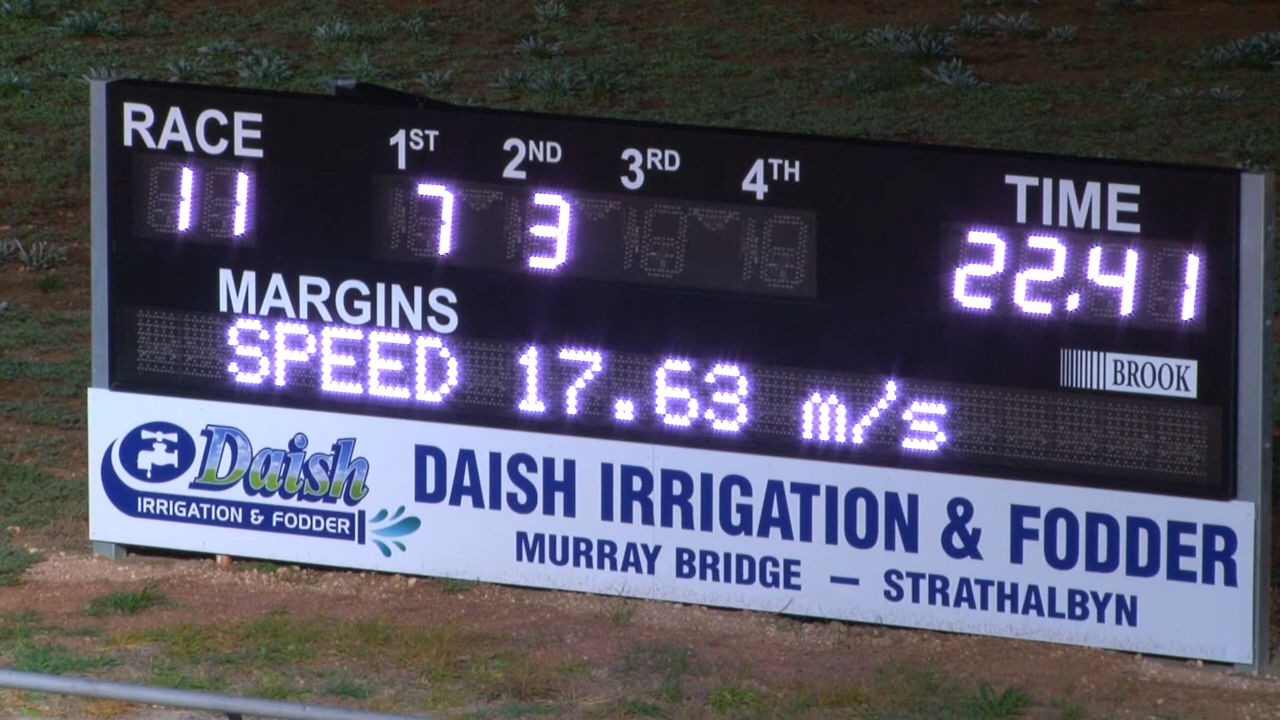 RACE 1ST 2ND 3RD 4TH TIME
11 7 3 22.41
MARGINS
SPEED 17.63 m/s
BROOK
Daish
IRRIGATION & FODDER
DAISH IRRIGATION & FODDER
MURRAY BRIDGE – STRATHALBYN